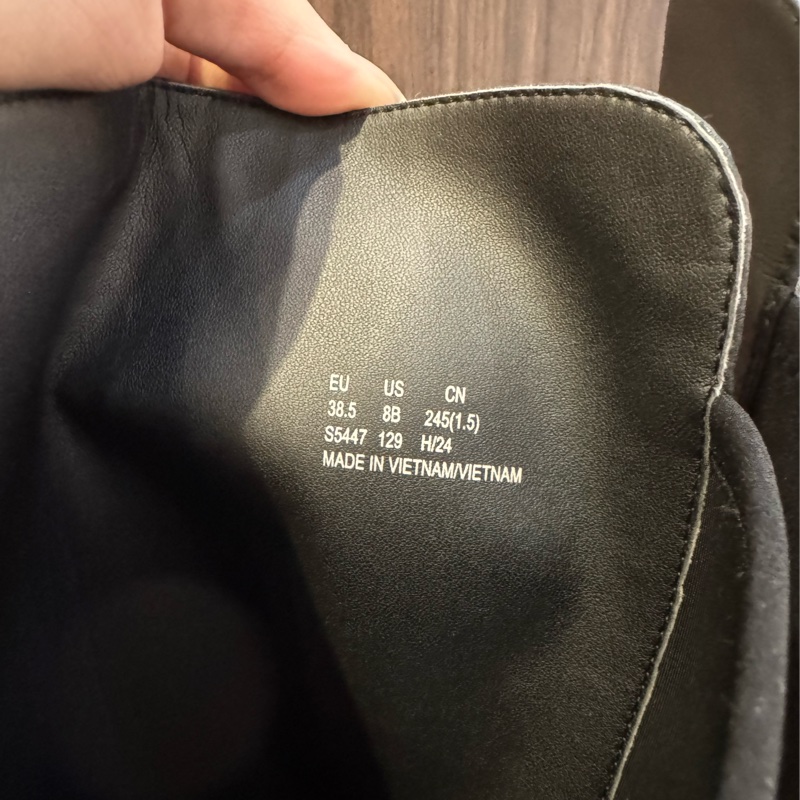 EU US CN
38.5 8B 245(1.5)
S5447 129 H/24
MADE IN VIETNAM/VIETNAM